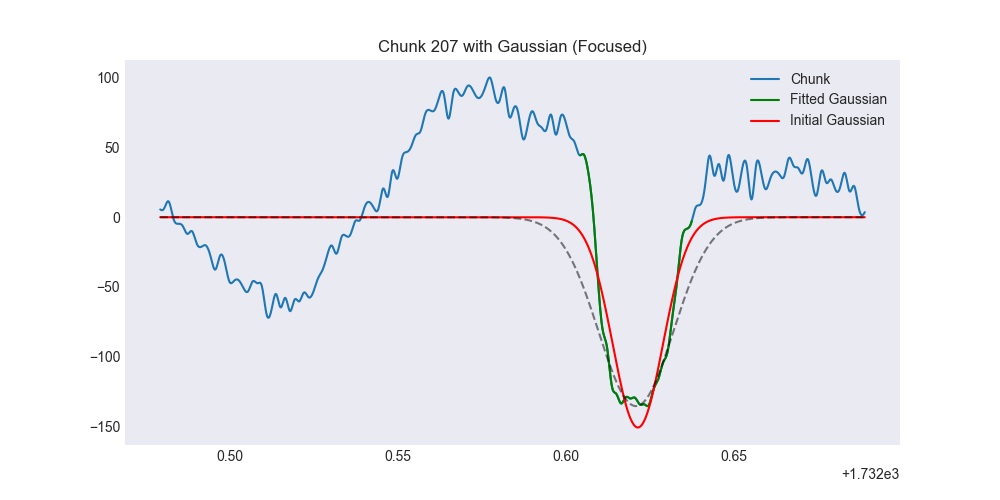 Chunk 207 with Gaussian (Focused)
Chunk
Fitted Gaussian
Initial Gaussian
100
50
0
−50
−100
−150
0.50 0.55 0.60 0.65
+1.732e3